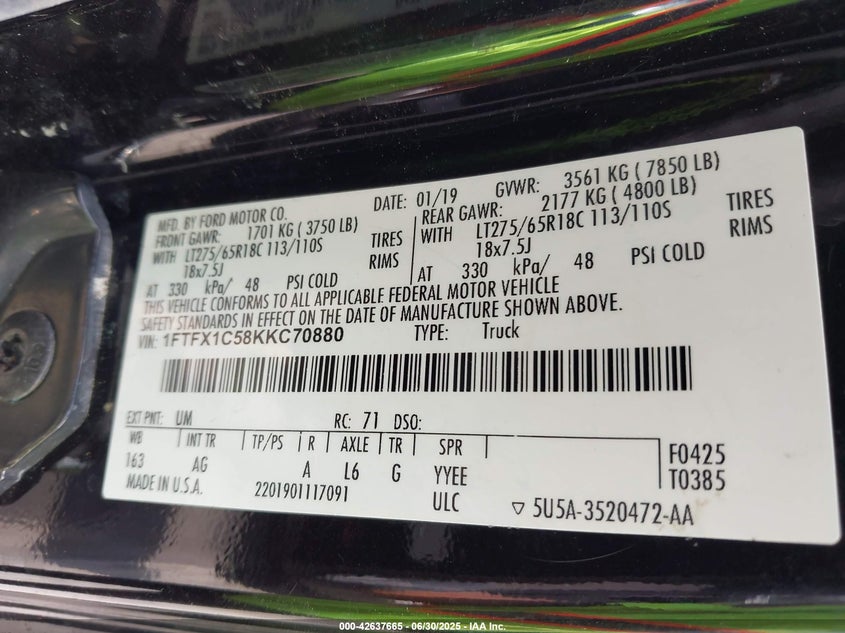 MFD. BY FORD MOTOR CO.
DATE: 01/19 GVWR: 3561 KG ( 7850 LB)
FRONT GAWR: 1701 KG ( 3750 LB)
REAR GAWR: 2177 KG ( 4800 LB)
WITH LT275/65R18C 113/110S TIRES
WITH LT275/65R18C 113/110S TIRES
18x7.5J RIMS
18x7.5J RIMS
AT 330 kPa/ 48 PSI COLD
AT 330 kPa/ 48 PSI COLD
THIS VEHICLE CONFORMS TO ALL APPLICABLE FEDERAL MOTOR VEHICLE
SAFETY STANDARDS IN EFFECT ON THE DATE OF MANUFACTURE SHOWN ABOVE.
VIN: 1FTFX1C58KKC70880 TYPE: Truck
EXT PNT: UM RC: 71 DSO:
WB INT TR TP/PS R AXLE TR SPR
163 AG A L6 G YYEE
F0425
T0385
MADE IN U.S.A. 2201901117091 ULC
5U5A-3520472-AA
000-42637665 - 06/30/2025 - IAA Inc.